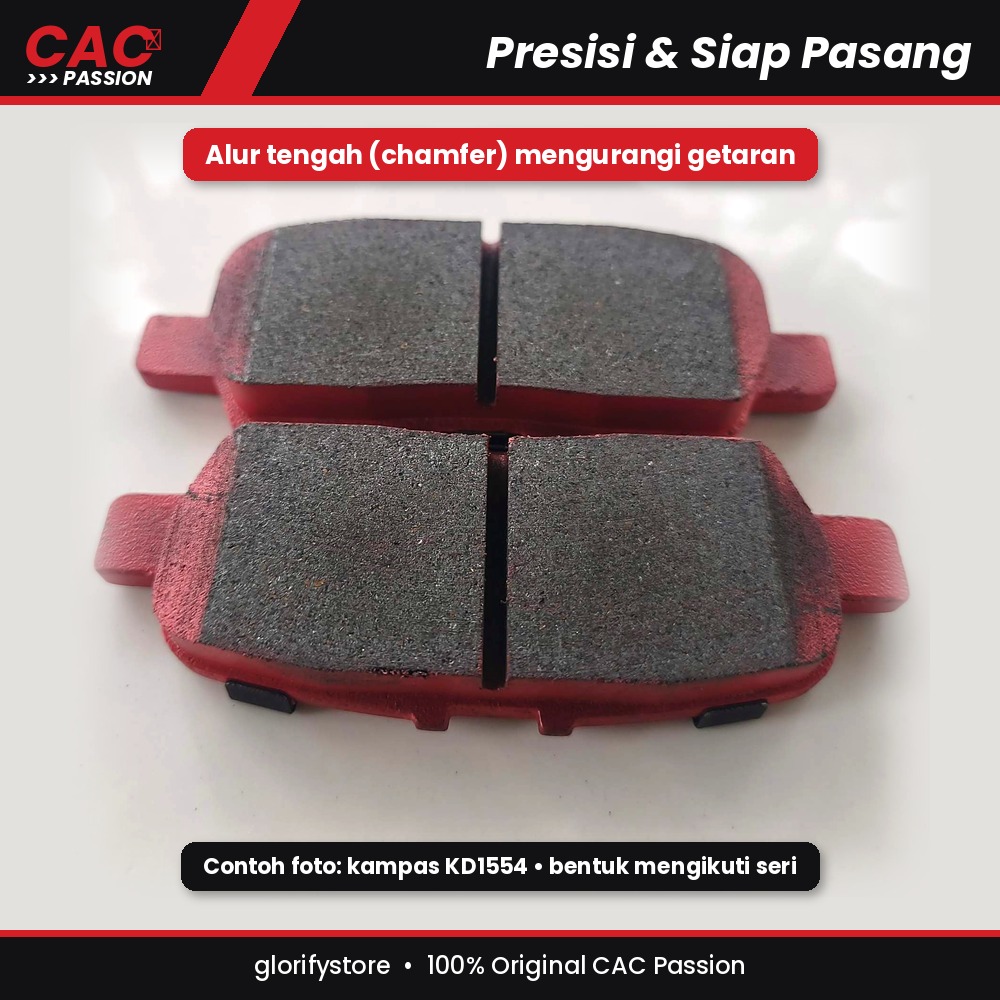 CAC
>>> PASSION
Presisi & Siap Pasang
Alur tengah (chamfer) mengurangi getaran
Contoh foto: kampas KD1554 • bentuk mengikuti seri
glorifystore • 100% Original CAC Passion